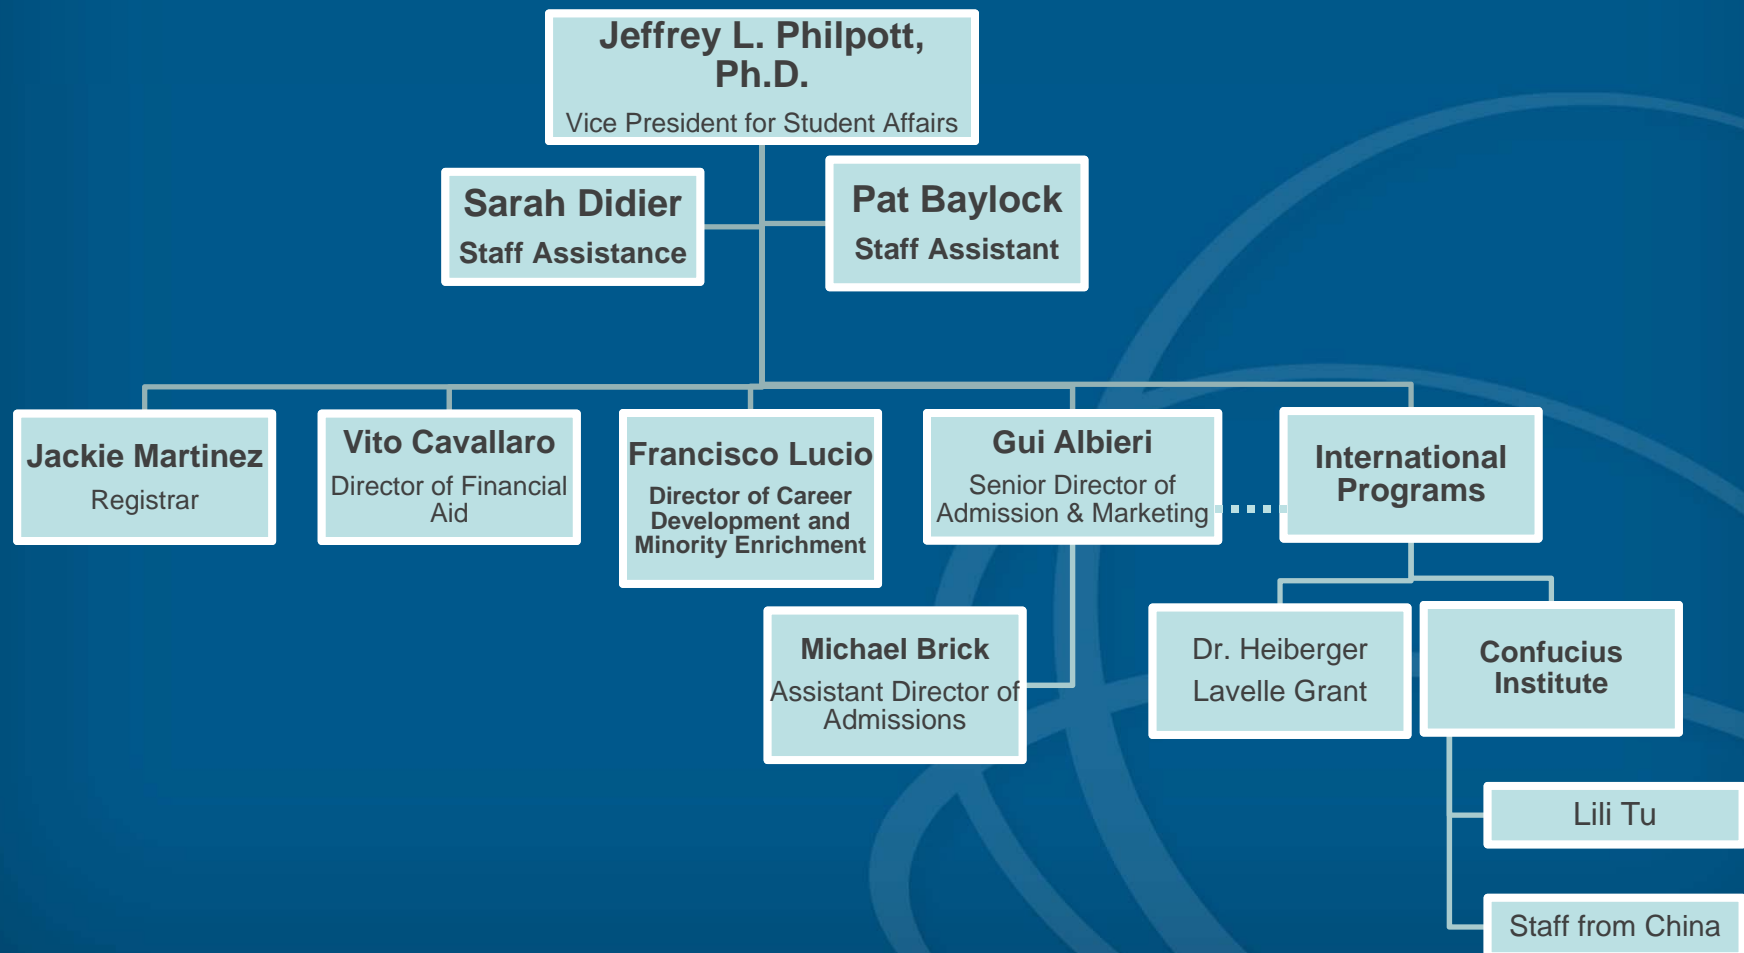 Jeffrey L. Philpott,
Ph.D.
Vice President for Student Affairs
Sarah Didier
Staff Assistance
Pat Baylock
Staff Assistant
Jackie Martinez
Registrar
Vito Cavallaro
Director of Financial
Aid
Francisco Lucio
Director of Career
Development and
Minority Enrichment
Gui Albieri
Senior Director of
Admission & Marketing
International
Programs
Michael Brick
Assistant Director of
Admissions
Dr. Heiberger
Lavelle Grant
Confucius
Institute
Lili Tu
Staff from China